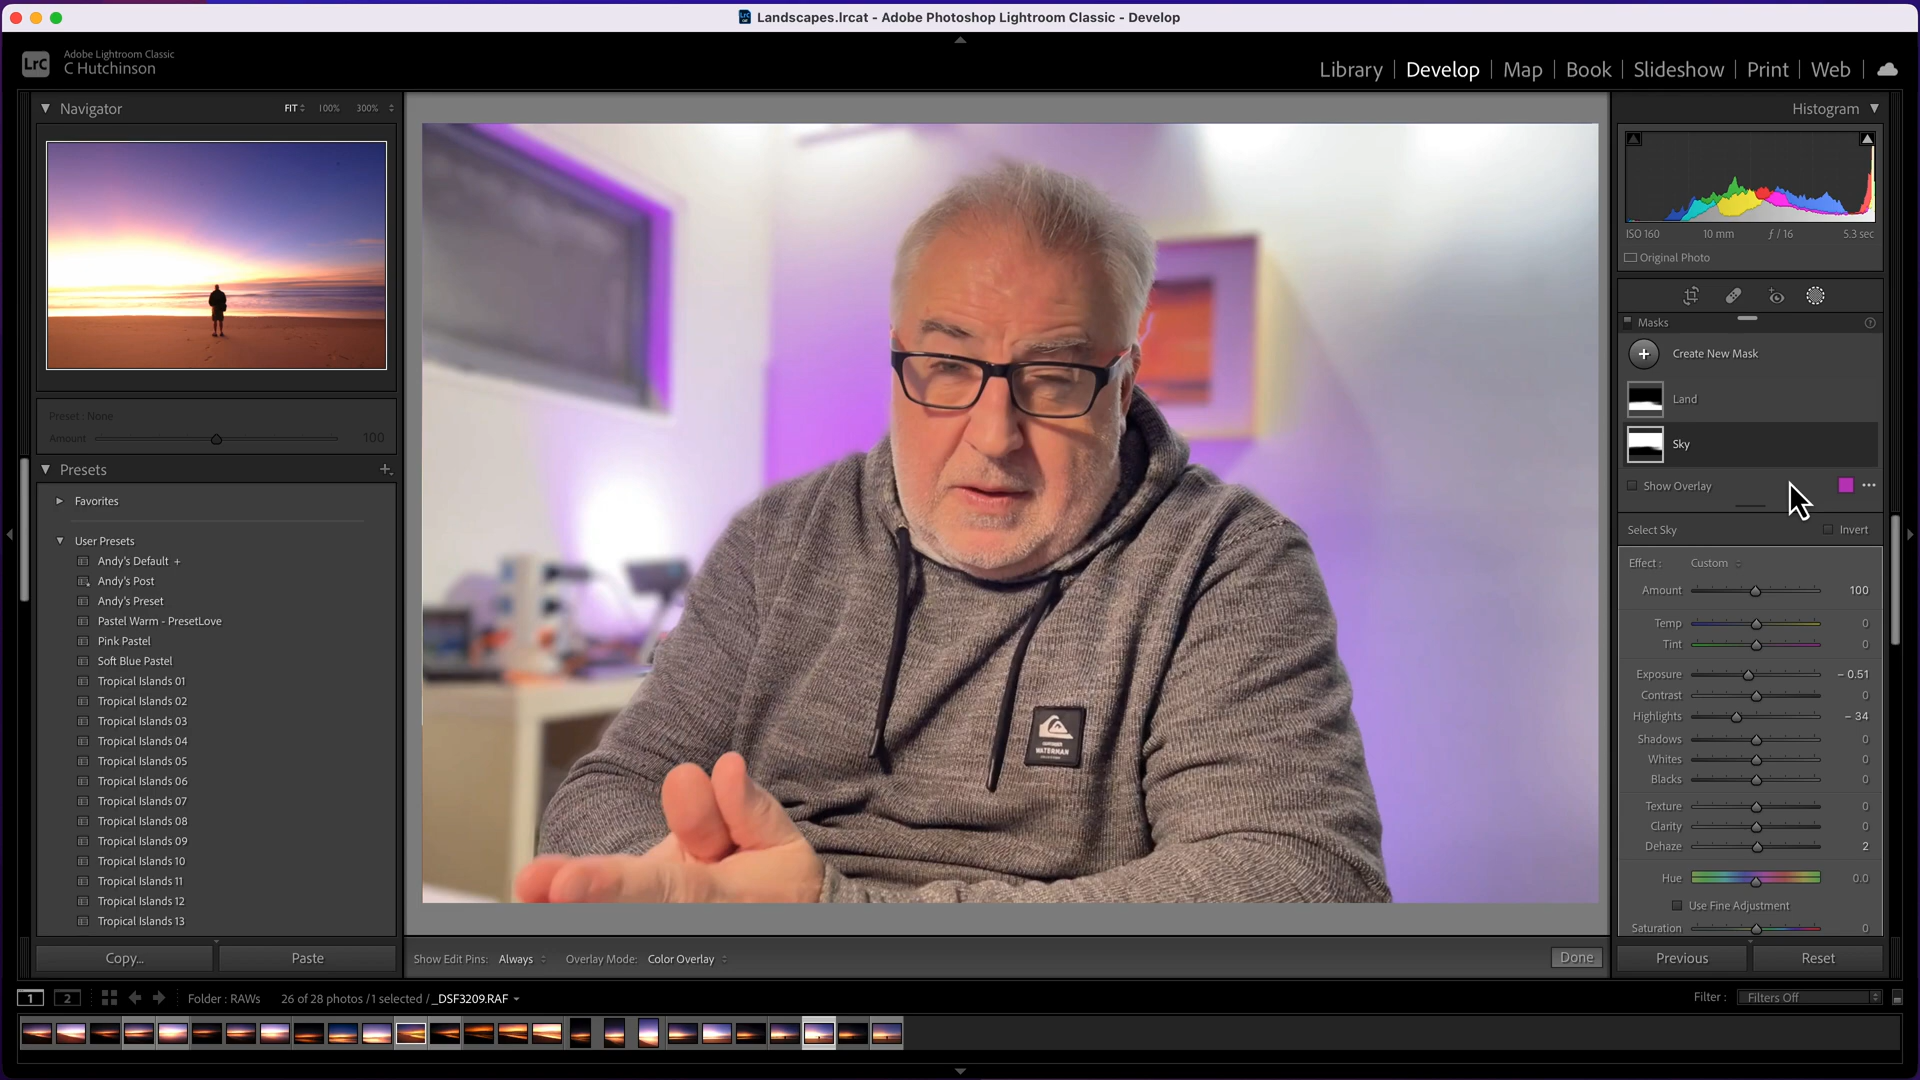 Landscapes.lrcat - Adobe Photoshop Lightroom Classic - Develop
LrC
Adobe Lightroom Classic
C Hutchinson
Library | Develop | Map | Book | Slideshow | Print | Web
Navigator FIT 100% 300%
Histogram
ISO 160 10 mm ƒ / 16 5.3 sec
Original Photo
Masks
Create New Mask
Land
Sky
Show Overlay
Select Sky Invert
Effect : Custom
Amount 100
Temp 0
Tint 0
Exposure – 0.51
Contrast 0
Highlights – 34
Shadows 0
Whites 0
Blacks 0
Texture 0
Clarity 0
Dehaze 2
Hue 0.0
Use Fine Adjustment
Saturation 0
Preset : None
Amount 100
Presets +
Favorites
User Presets
Andy's Default +
Andy's Post
Andy's Preset
Pastel Warm - PresetLove
Pink Pastel
Soft Blue Pastel
Tropical Islands 01
Tropical Islands 02
Tropical Islands 03
Tropical Islands 04
Tropical Islands 05
Tropical Islands 06
Tropical Islands 07
Tropical Islands 08
Tropical Islands 09
Tropical Islands 10
Tropical Islands 11
Tropical Islands 12
Tropical Islands 13
WATERMAN
Copy... Paste
Show Edit Pins: Always Overlay Mode: Color Overlay Done
Previous Reset
1 2 Folder : RAWs 26 of 28 photos / 1 selected / _DSF3209.RAF Filter : Filters Off